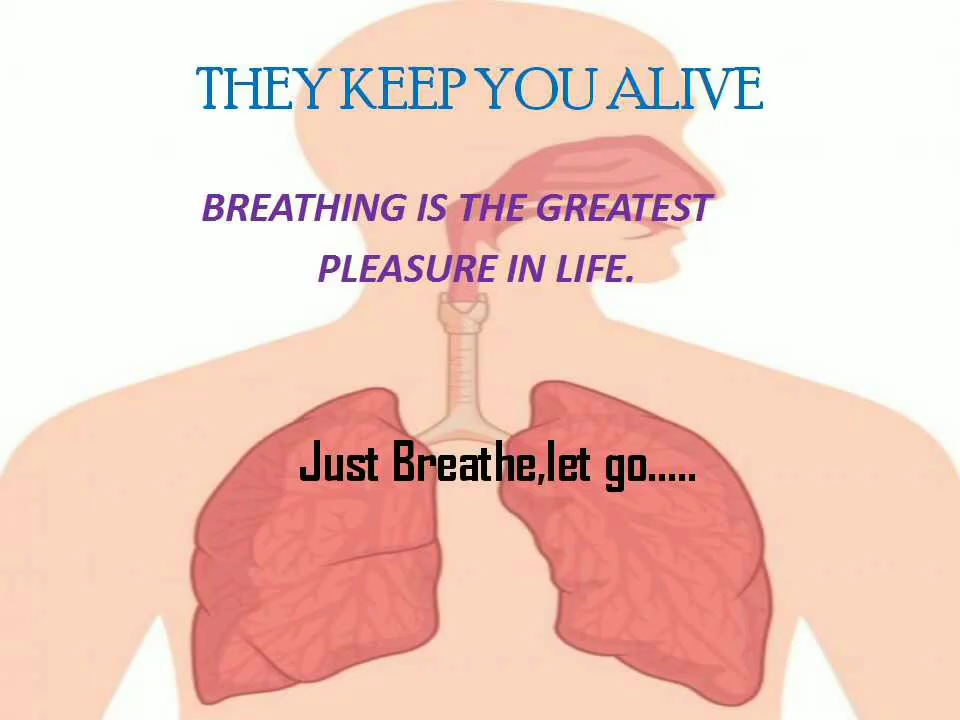 THEY KEEP YOU ALIVE
BREATHING IS THE GREATEST
PLEASURE IN LIFE.
Just Breathe,let go.....